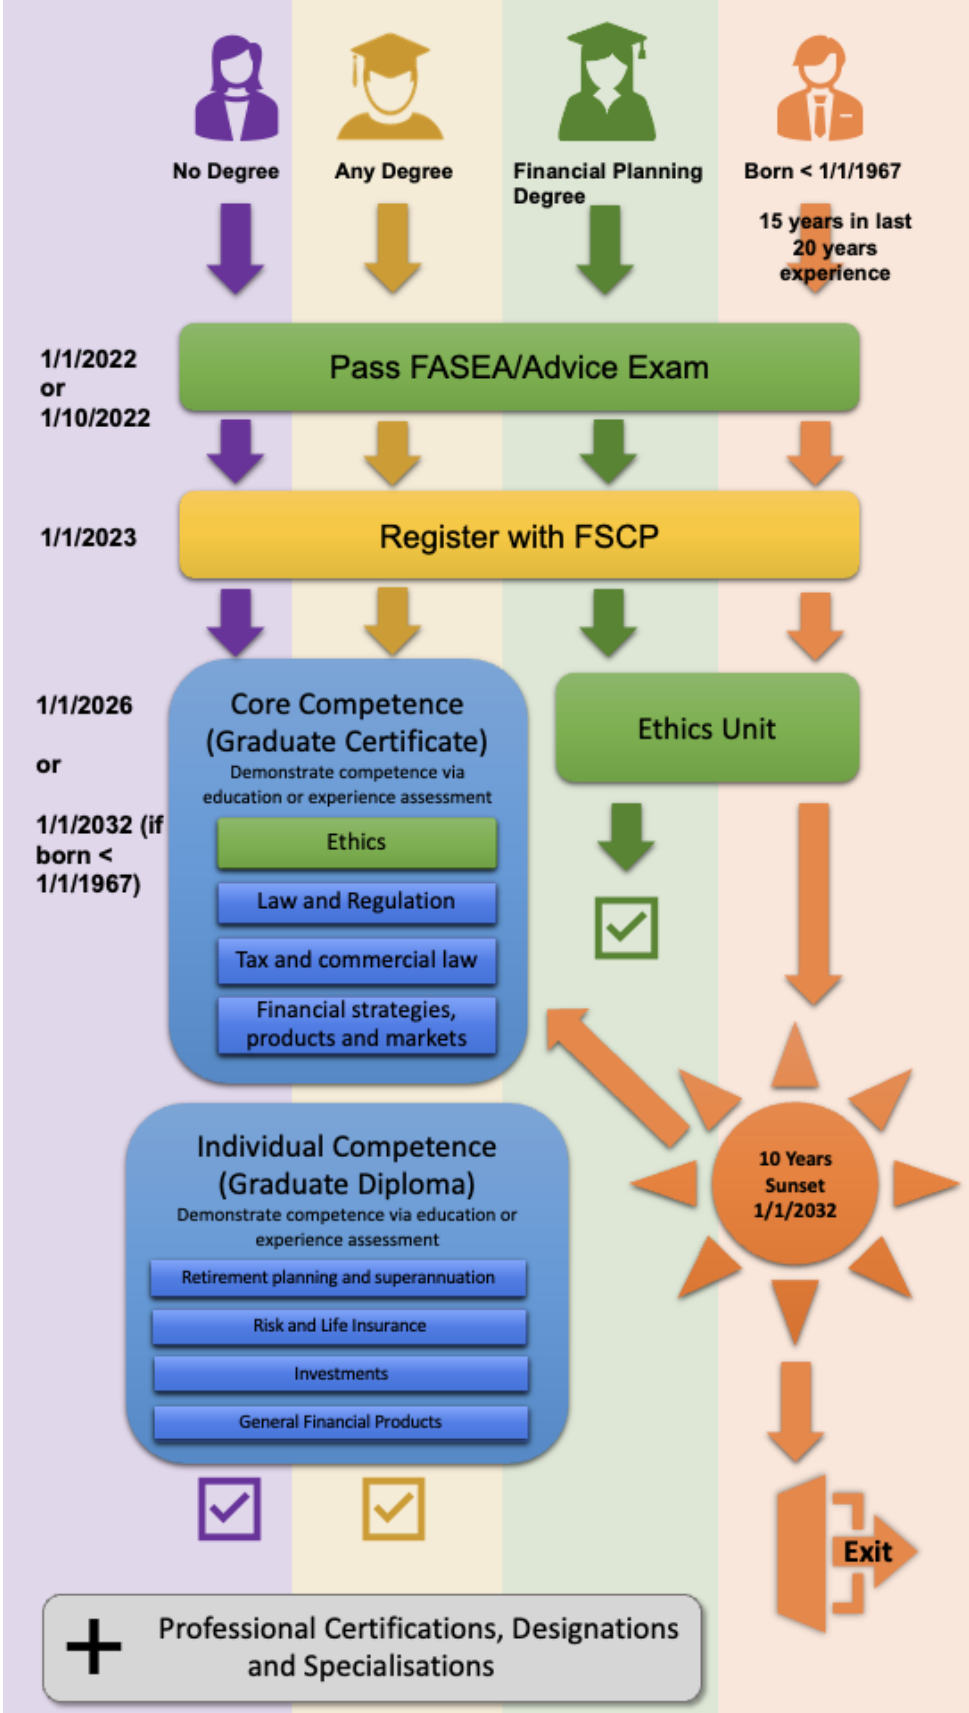 No Degree
Any Degree
Financial Planning
Degree
Born < 1/1/1967
15 years in last
20 years
experience
1/1/2022
or
1/10/2022
Pass FASEA/Advice Exam
1/1/2023
Register with FSCP
1/1/2026
or
1/1/2032 (if
born <
1/1/1967)
Core Competence
(Graduate Certificate)
Demonstrate competence via
education or experience assessment
Ethics
Law and Regulation
Tax and commercial law
Financial strategies,
products and markets
Ethics Unit
10 Years
Sunset
1/1/2032
Individual Competence
(Graduate Diploma)
Demonstrate competence via education or
experience assessment
Retirement planning and superannuation
Risk and Life Insurance
Investments
General Financial Products
Exit
+ Professional Certifications, Designations
and Specialisations